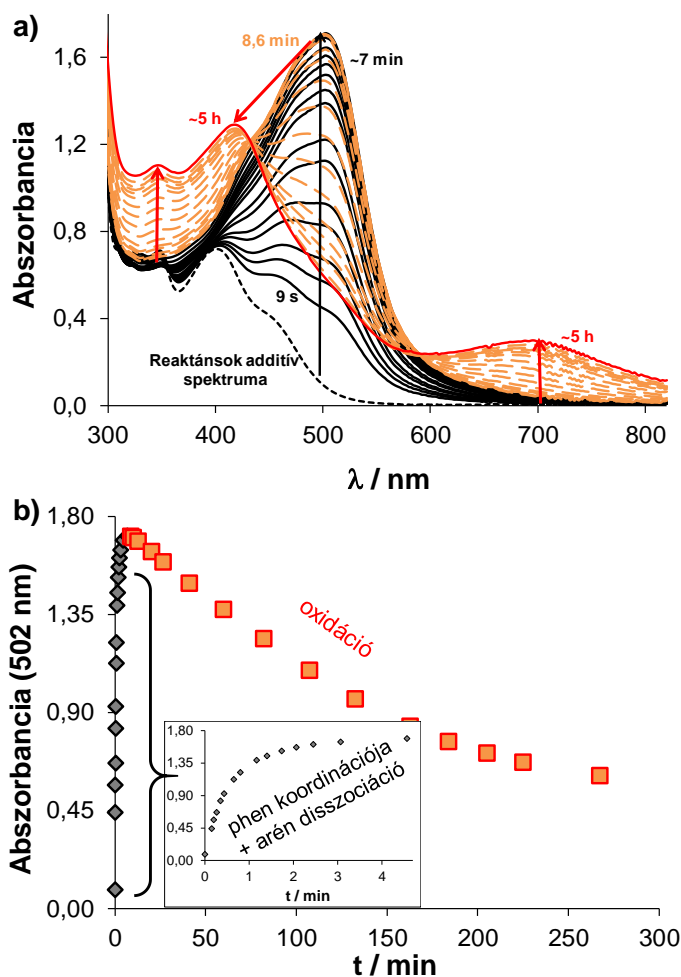 a)
8,6 min
~7 min
~5 h
9 s
~5 h
Reaktánsok additív
spektruma
Abszorbancia
1,6
1,2
0,8
0,4
0,0
300 400 500 600 700 800
λ / nm
b)
Abszorbancia (502 nm)
1,80
1,35
0,90
0,45
0,00
oxidáció
1,80
1,35
0,90
0,45
0,00
phen koordinációja
+ arén disszociáció
0 1 2 3 4
t / min
0 50 100 150 200 250 300
t / min